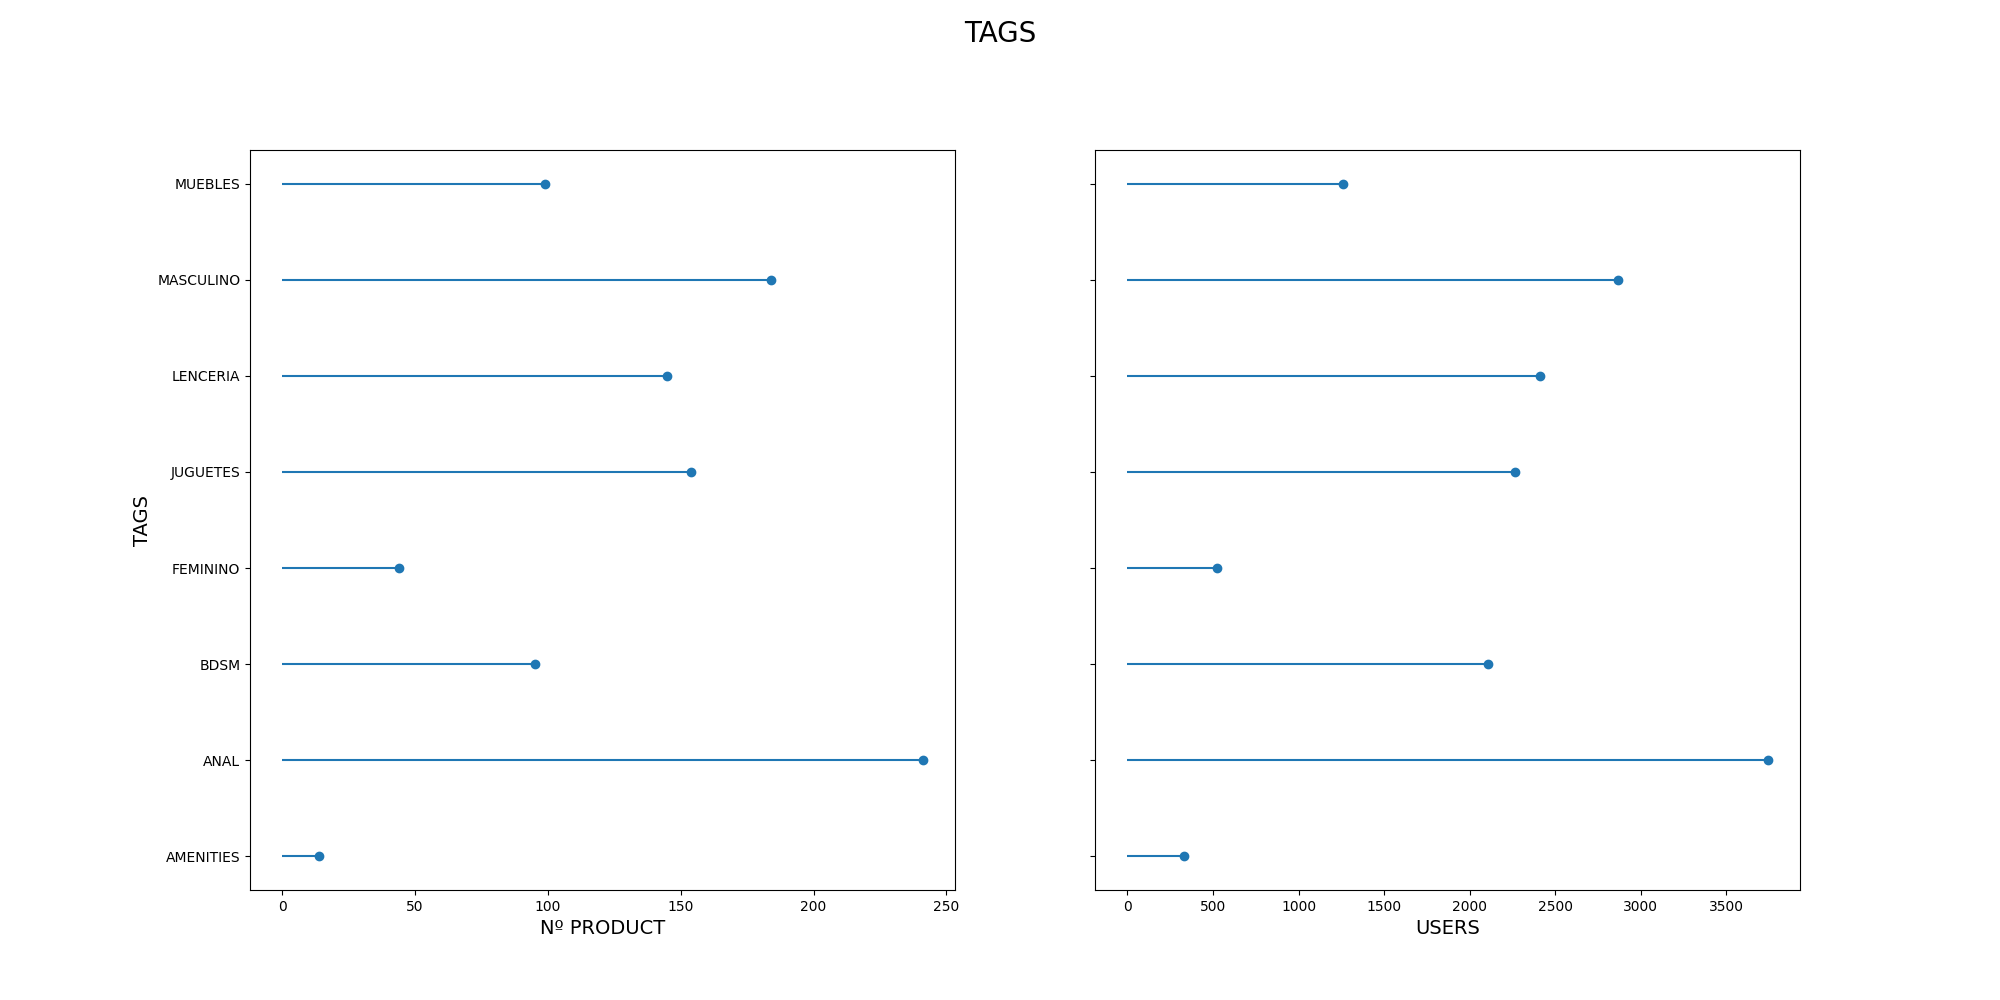 TAGS
TAGS
MUEBLES
MASCULINO
LENCERIA
JUGUETES
FEMININO
BDSM
ANAL
AMENITIES
0 50 100 150 200 250
Nº PRODUCT
0 500 1000 1500 2000 2500 3000 3500
USERS